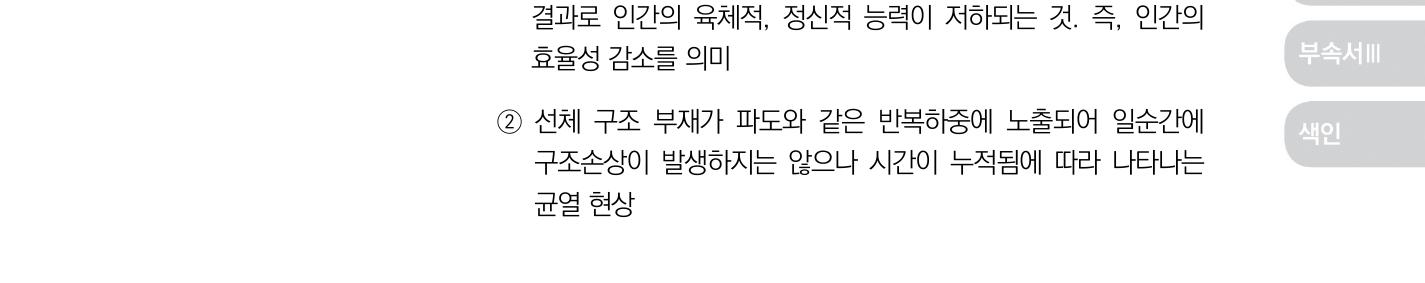 결과로 인간의 육체적, 정신적 능력이 저하되는 것. 즉, 인간의
효율성 감소를 의미
부속서Ⅲ
② 선체 구조 부재가 파도와 같은 반복하중에 노출되어 일순간에
구조손상이 발생하지는 않으나 시간이 누적됨에 따라 나타나는
균열 현상
색인